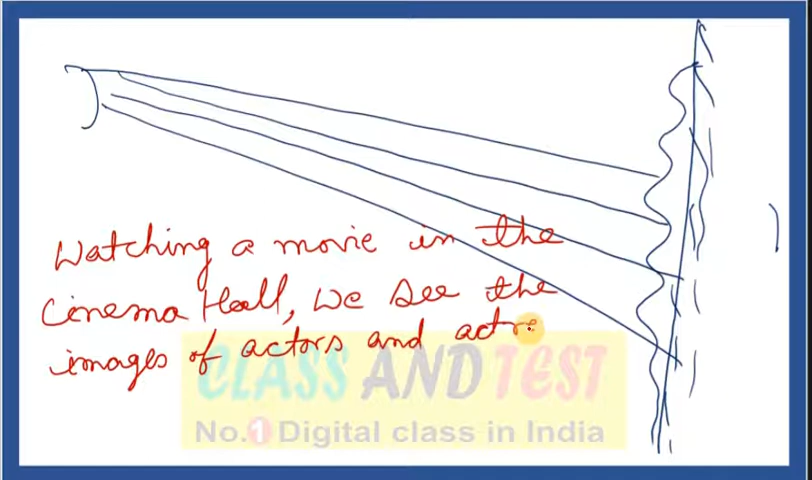 Watching a movie in the
Cinema Hall, we see the
images of actors and actre
CLASS AND TEST
No.1 Digital class in India